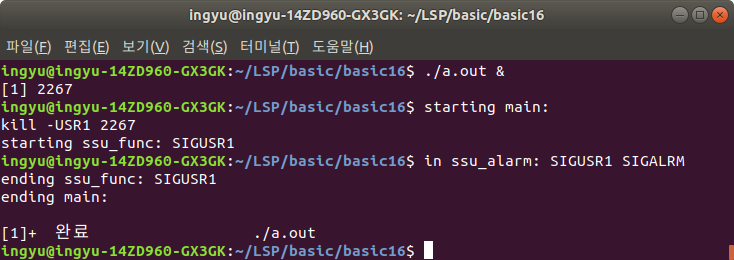 ingyu@ingyu-14ZD960-GX3GK: ~/LSP/basic/basic16
파일(F) 편집(E) 보기(V) 검색(S) 터미널(T) 도움말(H)
ingyu@ingyu-14ZD960-GX3GK:~/LSP/basic/basic16$ ./a.out &
[1] 2267
ingyu@ingyu-14ZD960-GX3GK:~/LSP/basic/basic16$ starting main:
kill -USR1 2267
starting ssu_func: SIGUSR1
ingyu@ingyu-14ZD960-GX3GK:~/LSP/basic/basic16$ in ssu_alarm: SIGUSR1 SIGALRM
ending ssu_func: SIGUSR1
ending main:
[1]+  완료                  ./a.out
ingyu@ingyu-14ZD960-GX3GK:~/LSP/basic/basic16$